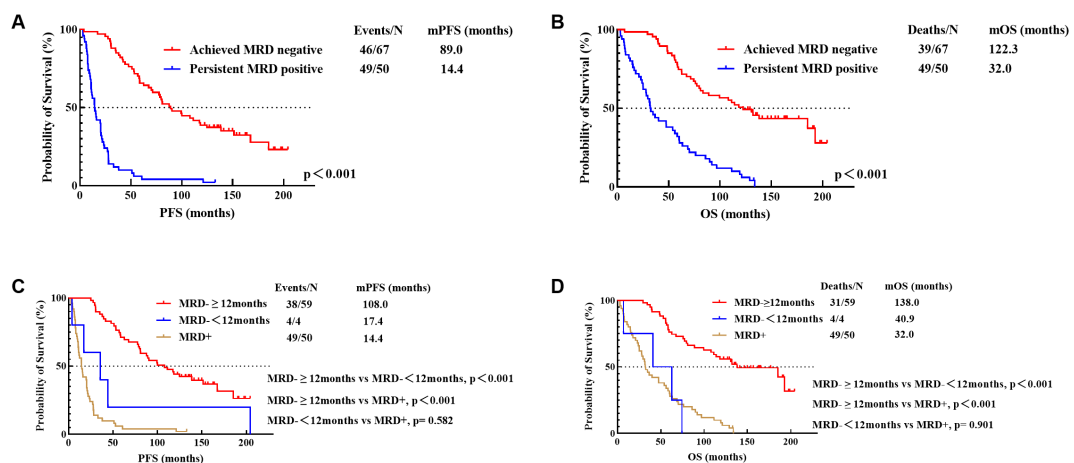 A
Events/N mPFS (months)
Achieved MRD negative 46/67 89.0
Persistent MRD positive 49/50 14.4
Probability of Survival (%)
100
50
0
p<0.001
0 50 100 150 200
PFS (months)
B
Deaths/N mOS (months)
Achieved MRD negative 39/67 122.3
Persistent MRD positive 49/50 32.0
Probability of Survival (%)
100
50
0
p<0.001
0 50 100 150 200
OS (months)
C
Events/N mPFS (months)
MRD-≥12months 38/59 108.0
MRD-<12months 4/4 17.4
MRD+ 49/50 14.4
Probability of Survival (%)
100
50
0
MRD-≥12months vs MRD-<12months, p<0.001
MRD-≥12months vs MRD+, p<0.001
MRD-<12months vs MRD+, p= 0.582
0 50 100 150 200
PFS (months)
D
Deaths/N mOS (months)
MRD-≥12months 31/59 138.0
MRD-<12months 4/4 40.9
MRD+ 49/50 32.0
Probability of Survival (%)
100
50
0
MRD-≥12months vs MRD-<12months, p<0.001
MRD-≥12months vs MRD+, p<0.001
MRD-<12months vs MRD+, p= 0.901
0 50 100 150 200
OS (months)